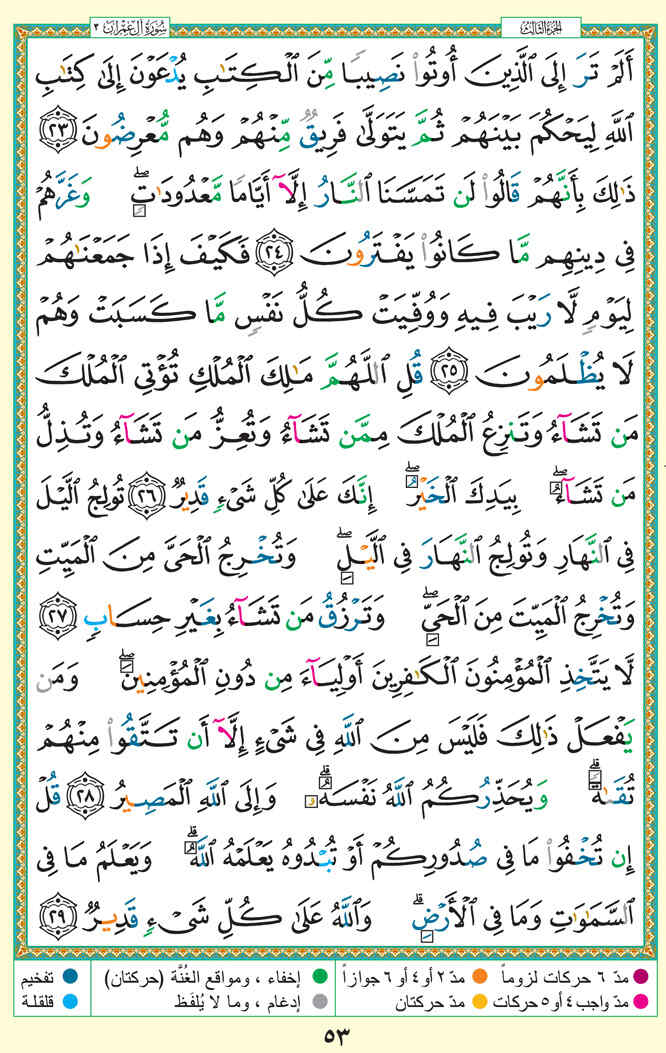 الجزء الثالث
سورة آل عمران ٣
أَلَمْ تَرَ إِلَى ٱلَّذِينَ أُوتُوا۟ نَصِيبًا مِّنَ ٱلْكِتَـٰبِ يُدْعَوْنَ إِلَىٰ كِتَـٰبِ
ٱللَّهِ لِيَحْكُمَ بَيْنَهُمْ ثُمَّ يَتَوَلَّىٰ فَرِيقٌ مِّنْهُمْ وَهُم مُّعْرِضُونَ ٢٣
ذَٰلِكَ بِأَنَّهُمْ قَالُوا۟ لَن تَمَسَّنَا ٱلنَّارُ إِلَّآ أَيَّامًا مَّعْدُودَٰتٍ ۖ وَغَرَّهُمْ
فِى دِينِهِم مَّا كَانُوا۟ يَفْتَرُونَ ٢٤ فَكَيْفَ إِذَا جَمَعْنَـٰهُمْ
لِيَوْمٍ لَّا رَيْبَ فِيهِ وَوُفِّيَتْ كُلُّ نَفْسٍ مَّا كَسَبَتْ وَهُمْ
لَا يُظْلَمُونَ ٢٥ قُلِ ٱللَّهُمَّ مَـٰلِكَ ٱلْمُلْكِ تُؤْتِى ٱلْمُلْكَ
مَن تَشَآءُ وَتَنزِعُ ٱلْمُلْكَ مِمَّن تَشَآءُ وَتُعِزُّ مَن تَشَآءُ وَتُذِلُّ
مَن تَشَآءُ ۖ بِيَدِكَ ٱلْخَيْرُ ۖ إِنَّكَ عَلَىٰ كُلِّ شَىْءٍ قَدِيرٌ ٢٦ تُولِجُ ٱلَّيْلَ
فِى ٱلنَّهَارِ وَتُولِجُ ٱلنَّهَارَ فِى ٱلَّيْلِ ۖ وَتُخْرِجُ ٱلْحَىَّ مِنَ ٱلْمَيِّتِ
وَتُخْرِجُ ٱلْمَيِّتَ مِنَ ٱلْحَىِّ ۖ وَتَرْزُقُ مَن تَشَآءُ بِغَيْرِ حِسَابٍ ٢٧
لَّا يَتَّخِذِ ٱلْمُؤْمِنُونَ ٱلْكَـٰفِرِينَ أَوْلِيَآءَ مِن دُونِ ٱلْمُؤْمِنِينَ ۖ وَمَن
يَفْعَلْ ذَٰلِكَ فَلَيْسَ مِنَ ٱللَّهِ فِى شَىْءٍ إِلَّآ أَن تَتَّقُوا۟ مِنْهُمْ
تُقَىٰةً ۗ وَيُحَذِّرُكُمُ ٱللَّهُ نَفْسَهُۥ ۗ وَإِلَى ٱللَّهِ ٱلْمَصِيرُ ٢٨ قُلْ
إِن تُخْفُوا۟ مَا فِى صُدُورِكُمْ أَوْ تُبْدُوهُ يَعْلَمْهُ ٱللَّهُ ۗ وَيَعْلَمُ مَا فِى
ٱلسَّمَـٰوَٰتِ وَمَا فِى ٱلْأَرْضِ ۗ وَٱللَّهُ عَلَىٰ كُلِّ شَىْءٍ قَدِيرٌ ٢٩
مدّ ٦ حركات لزوماً مدّ ٢ أو ٤ أو ٦ جوازاً إخفاء ، ومواقع الغُنَّة (حركتان) تفخيم
مدّ واجب ٤ أو ٥ حركات مدّ حركتان إدغام ، وما لا يُلفَظ قلقلة
٥٣